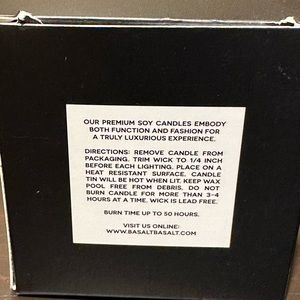 OUR PREMIUM SOY CANDLES EMBODY
BOTH FUNCTION AND FASHION FOR
A TRULY LUXURIOUS EXPERIENCE.
DIRECTIONS: REMOVE CANDLE FROM
PACKAGING. TRIM WICK TO 1/4 INCH
BEFORE EACH LIGHTING. PLACE ON A
HEAT RESISTANT SURFACE. CANDLE
TIN WILL BE HOT WHEN LIT. KEEP WAX
POOL FREE FROM DEBRIS. DO NOT
BURN CANDLE FOR MORE THAN 3-4
HOURS AT A TIME. WICK IS LEAD FREE.
BURN TIME UP TO 50 HOURS.
VISIT US ONLINE:
WWW.BASALTBASALT.COM